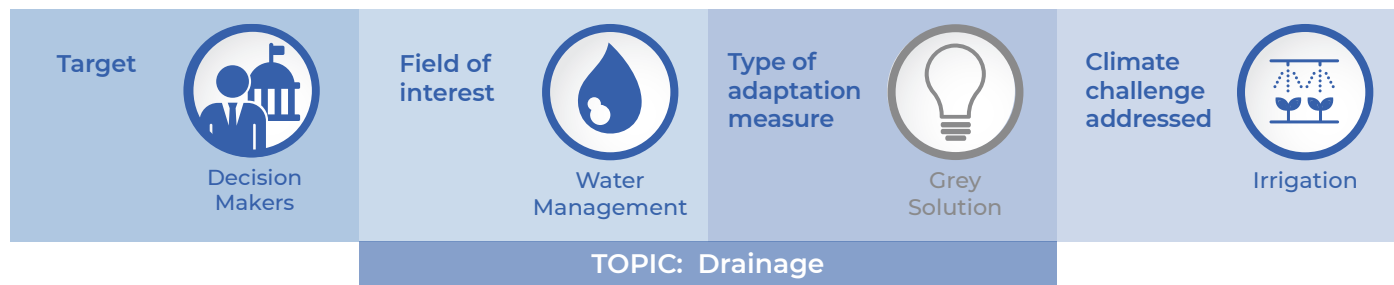 Target
Decision
Makers
Field of
interest
Water
Management
Type of
adaptation
measure
Grey
Solution
Climate
challenge
addressed
Irrigation
TOPIC: Drainage